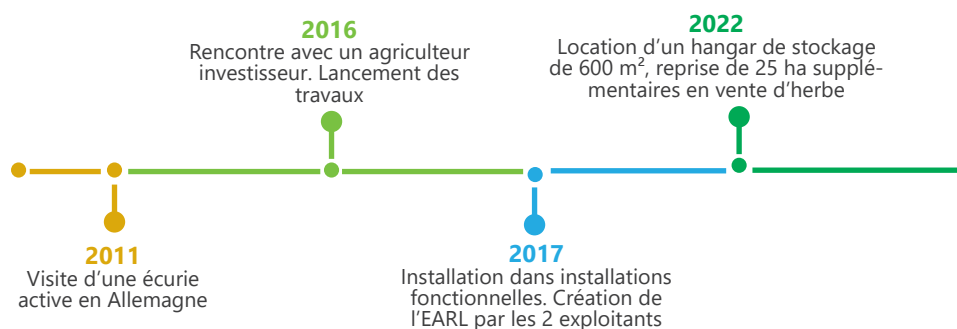 2016
Rencontre avec un agriculteur
investisseur. Lancement des
travaux
2022
Location d’un hangar de stockage
de 600 m², reprise de 25 ha supplé-
mentaires en vente d’herbe
2011
Visite d’une écurie
active en Allemagne
2017
Installation dans installations
fonctionnelles. Création de
l’EARL par les 2 exploitants